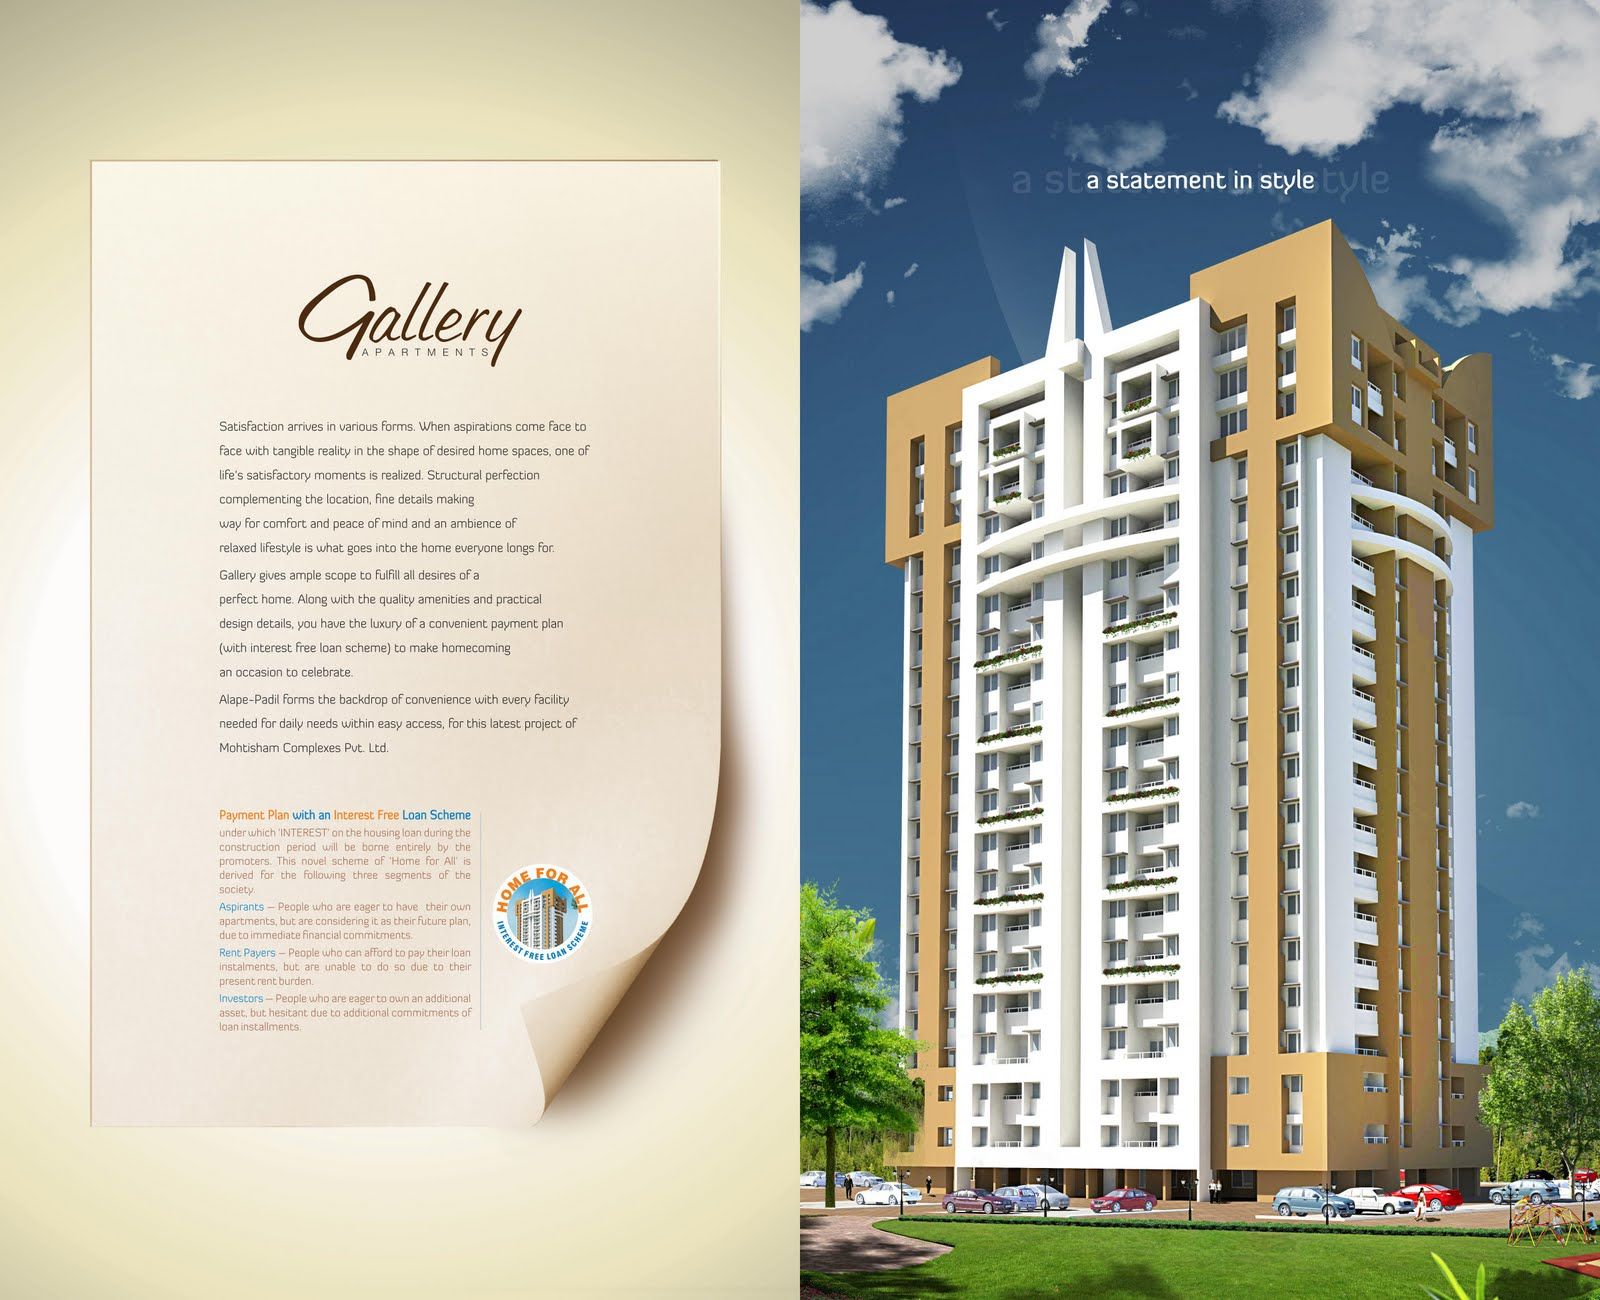 Gallery
APARTMENTS
Satisfaction arrives in various forms. When aspirations come face to
face with tangible reality in the shape of desired home spaces, one of
life's satisfactory moments is realized. Structural perfection
complementing the location, fine details making
way for comfort and peace of mind and an ambience of
relaxed lifestyle is what goes into the home everyone longs for.
Gallery gives ample scope to fulfill all desires of a
perfect home. Along with the quality amenities and practical
design details, you have the luxury of a convenient payment plan
(with interest free loan scheme) to make homecoming
an occasion to celebrate.
Alape-Padil forms the backdrop of convenience with every facility
needed for daily needs within easy access, for this latest project of
Mohtisham Complexes Pvt. Ltd.
Payment Plan with an Interest Free Loan Scheme
under which 'INTEREST' on the housing loan during the
construction period will be borne entirely by the
promoters. This novel scheme of 'Home for All' is
derived for the following three segments of the
society.
Aspirants – People who are eager to have their own
apartments, but are considering it as their future plan,
due to immediate financial commitments.
Rent Payers – People who can afford to pay their loan
instalments, but are unable to do so due to their
present rent burden.
Investors – People who are eager to own an additional
asset, but hesitant due to additional commitments of
loan installments.
HOME FOR ALL
INTEREST FREE LOAN SCHEME
a statement in style